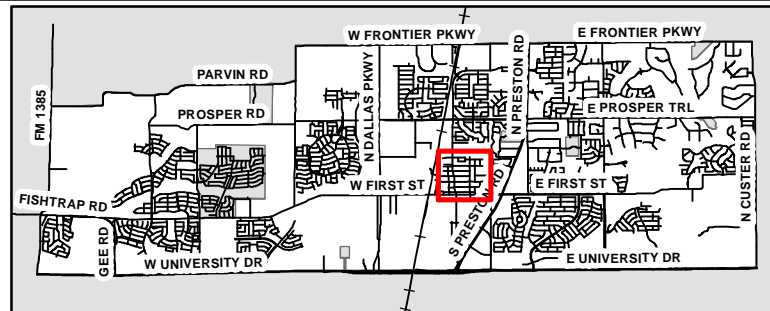 W FRONTIER PKWY
E FRONTIER PKWY
PARVIN RD
FM 1385
PROSPER RD
N DALLAS PKWY
N PRESTON RD
E PROSPER TRL
W FIRST ST
E FIRST ST
N CUSTER RD
FISHTRAP RD
S PRESTON RD
GEE RD
W UNIVERSITY DR
E UNIVERSITY DR